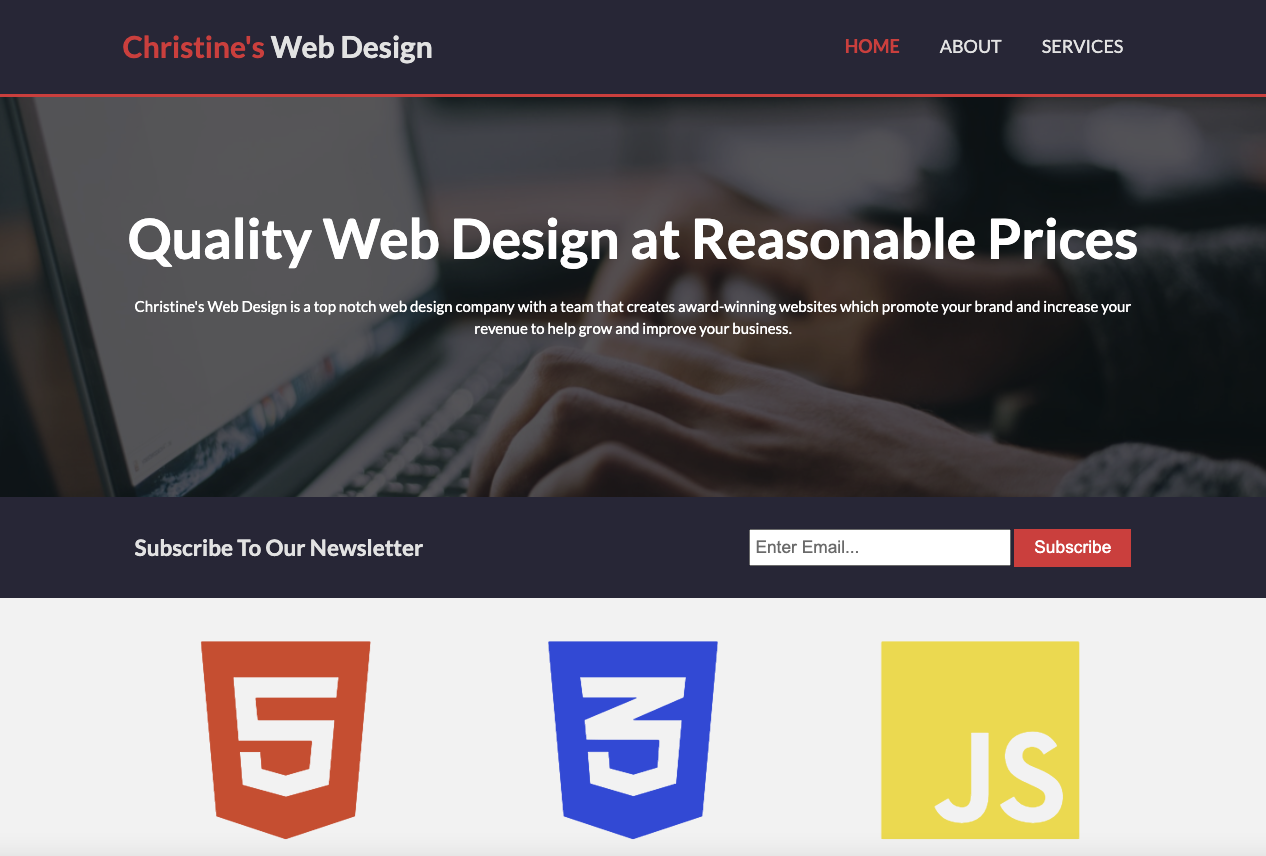 Christine's Web Design
HOME ABOUT SERVICES
Quality Web Design at Reasonable Prices
Christine's Web Design is a top notch web design company with a team that creates award-winning websites which promote your brand and increase your
revenue to help grow and improve your business.
Subscribe To Our Newsletter
Enter Email...
Subscribe
5
3
JS